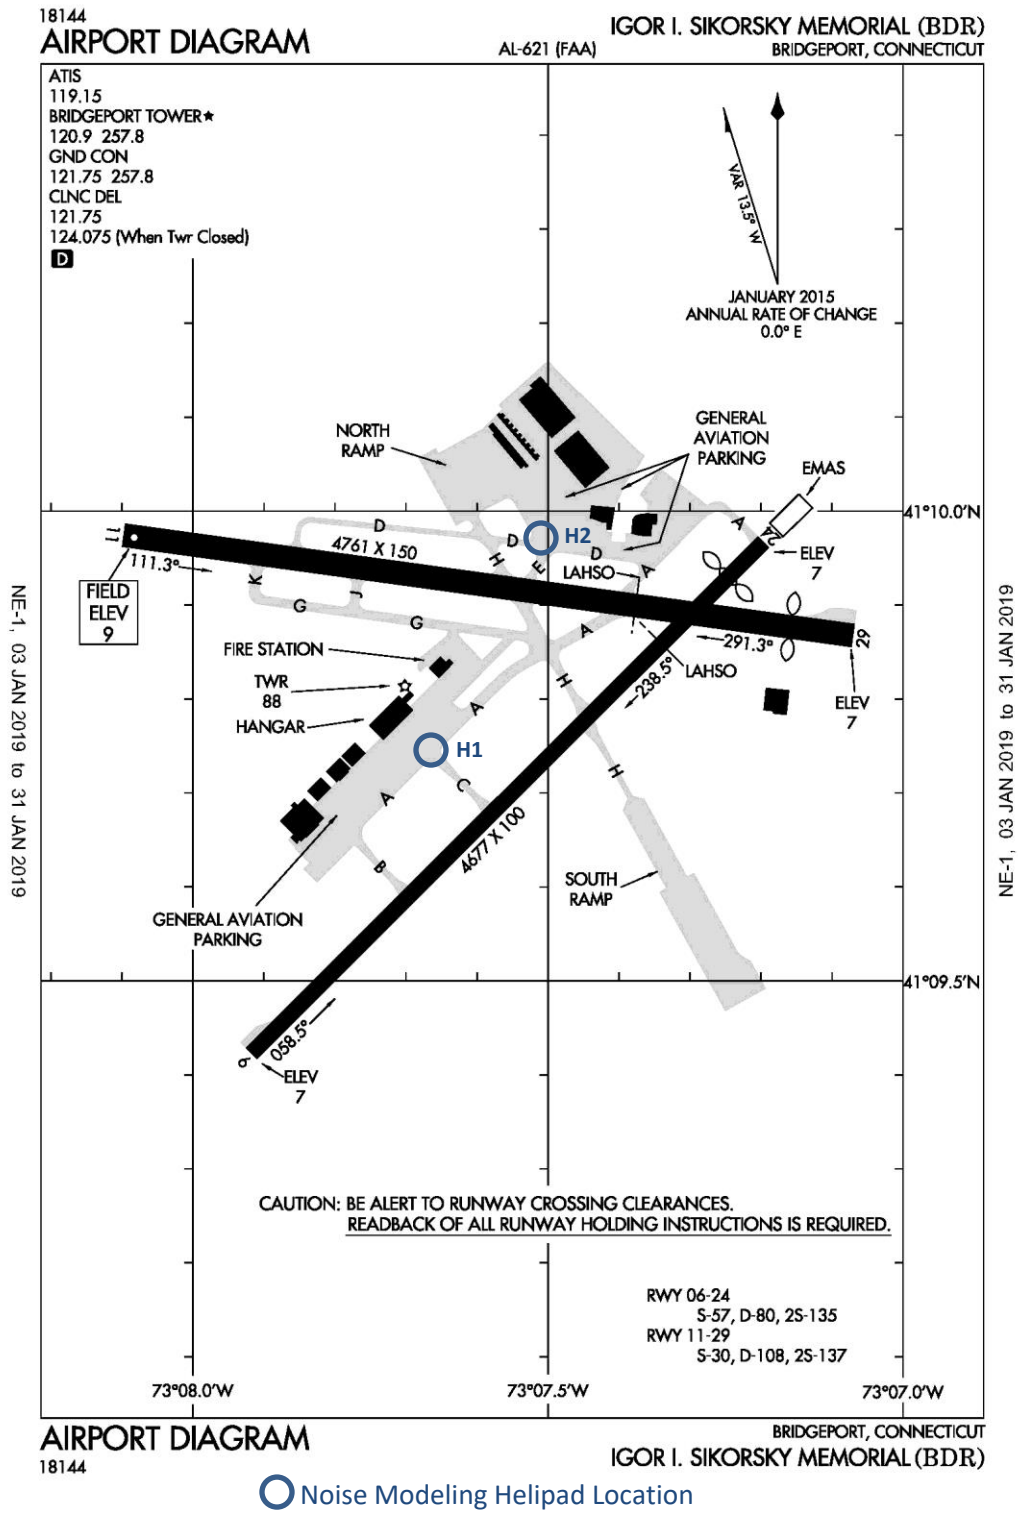 18144
AIRPORT DIAGRAM
AL-621 (FAA)
IGOR I. SIKORSKY MEMORIAL (BDR)
BRIDGEPORT, CONNECTICUT
ATIS
119.15
BRIDGEPORT TOWER★
120.9 257.8
GND CON
121.75 257.8
CLNC DEL
121.75
124.075 (When Twr Closed)
D
VAR 13.5° W
JANUARY 2015
ANNUAL RATE OF CHANGE
0.0° E
NORTH
RAMP
GENERAL
AVIATION
PARKING
EMAS
41°10.0'N
11
D
4761 X 150
D
H2
D
A
24
111.3°
H
E
LAHSO
A
ELEV
7
FIELD
ELEV
9
K
J
G
G
A
291.3°
29
FIRE STATION
LAHSO
238.5°
TWR
88
H
ELEV
7
HANGAR
A
H1
H
C
A
4677 X 100
B
SOUTH
RAMP
GENERAL AVIATION
PARKING
41°09.5'N
058.5°
6
ELEV
7
NE-1, 03 JAN 2019 to 31 JAN 2019
NE-1, 03 JAN 2019 to 31 JAN 2019
CAUTION: BE ALERT TO RUNWAY CROSSING CLEARANCES.
READBACK OF ALL RUNWAY HOLDING INSTRUCTIONS IS REQUIRED.
RWY 06-24
S-57, D-80, 2S-135
RWY 11-29
S-30, D-108, 2S-137
73°08.0'W
73°07.5'W
73°07.0'W
AIRPORT DIAGRAM
18144
BRIDGEPORT, CONNECTICUT
IGOR I. SIKORSKY MEMORIAL (BDR)
Noise Modeling Helipad Location